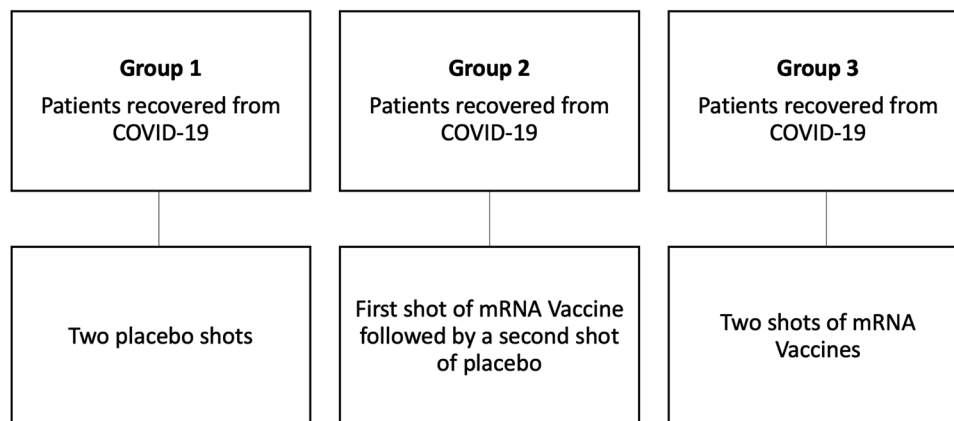 Group 1
Patients recovered from
COVID-19
Group 2
Patients recovered from
COVID-19
Group 3
Patients recovered from
COVID-19
Two placebo shots
First shot of mRNA Vaccine
followed by a second shot
of placebo
Two shots of mRNA
Vaccines